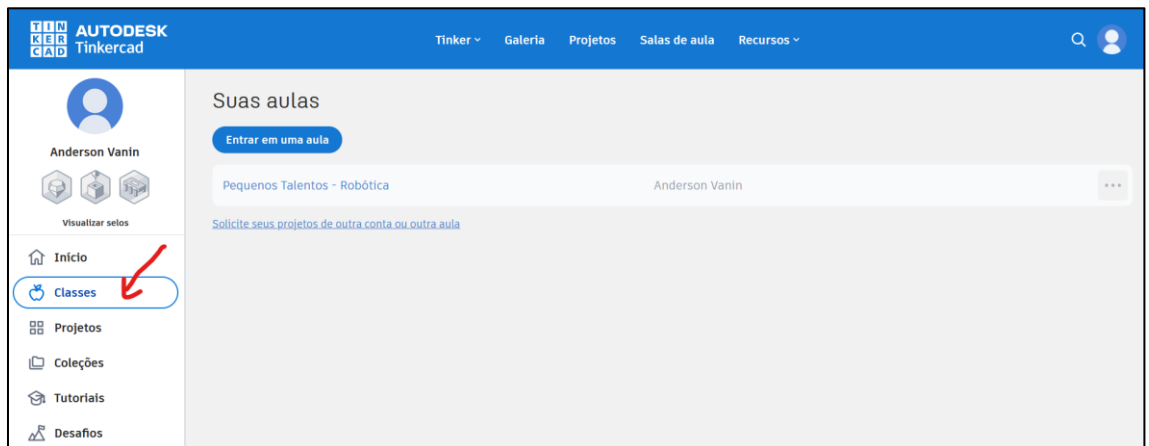 TIN
KER
CAD
AUTODESK
Tinkercad
Tinker
Galeria
Projetos
Salas de aula
Recursos
Anderson Vanin
Visualizar selos
Início
Classes
Projetos
Coleções
Tutoriais
Desafios
Suas aulas
Entrar em uma aula
Pequenos Talentos - Robótica
Anderson Vanin
Solicite seus projetos de outra conta ou outra aula